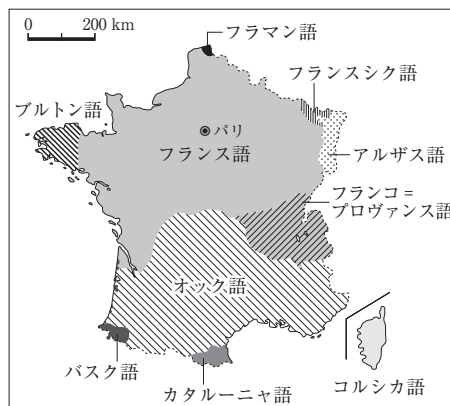 0 200 km
フラマン語
フランスシク語
ブルトン語
パリ
フランス語
アルザス語
フランコ=
プロヴァンス語
オック語
バスク語
カタルーニャ語
コルシカ語